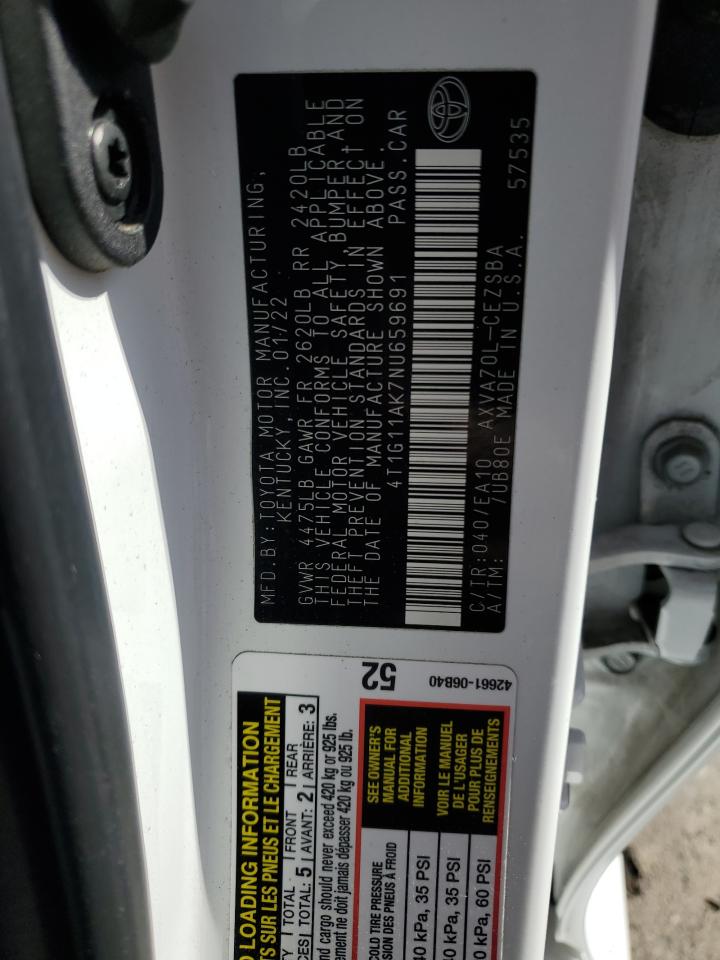 MFD.BY:TOYOTA MOTOR MANUFACTURING,
KENTUCKY, INC. 01/22
GVWR 4475LB GAWR FR 2620LB RR 2420LB
THIS VEHICLE CONFORMS TO ALL APPLICABLE
FEDERAL MOTOR VEHICLE SAFETY, BUMPER, AND
THEFT PREVENTION STANDARDS IN EFFECT ON
THE DATE OF MANUFACTURE SHOWN ABOVE.
4T1G11AK7NU659691 PASS.CAR
C/TR:040/EA10 AXVA70L-CEZSBA
A/TM: /UB80E MADE IN U.S.A. 57535
LOADING INFORMATION
SUR LES PNEUS ET LE CHARGEMENT
TOTAL FRONT REAR
TOTAL: 5 AVANT: 2 ARRIÈRE: 3
and cargo should never exceed 420 kg or 925 lbs.
ne doit jamais dépasser 420 kg ou 925 lb.
52
COLD TIRE PRESSURE
PNEUS À FROID
kPa, 35 PSI
kPa, 35 PSI
kPa, 60 PSI
SEE OWNER'S
MANUAL FOR
ADDITIONAL
INFORMATION
VOIR LE MANUEL
DE L'USAGER
POUR PLUS DE
RENSEIGNEMENTS
42661-06B40